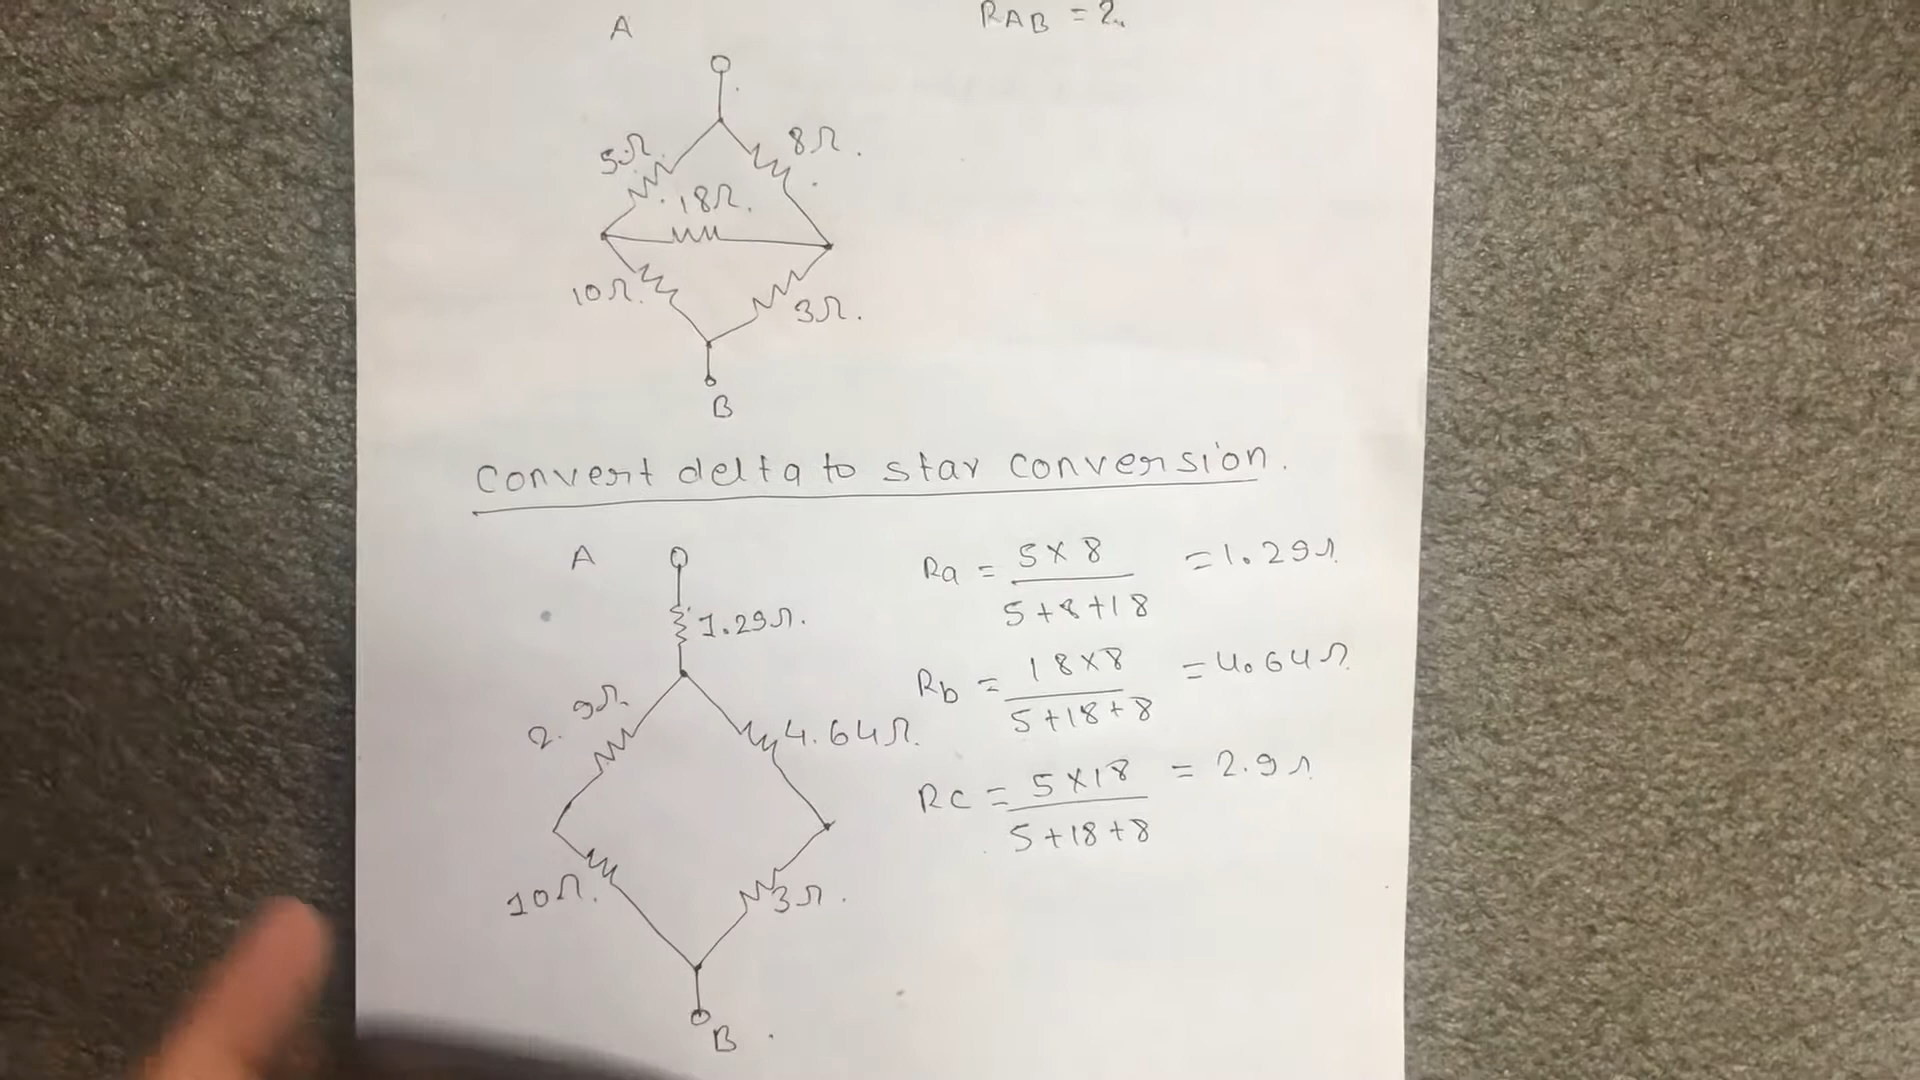 A
RAB = 2.
5Ω.
8Ω.
18Ω.
10Ω.
3Ω.
B
Convert delta to star conversion.
A
1.29Ω.
2.9Ω.
4.64Ω.
10Ω.
3Ω.
B
Ra = 5 × 8 = 1.29Ω
5+8+18
Rb = 18×8 = 4.64Ω
5+18+8
Rc = 5×18 = 2.9Ω
5+18+8